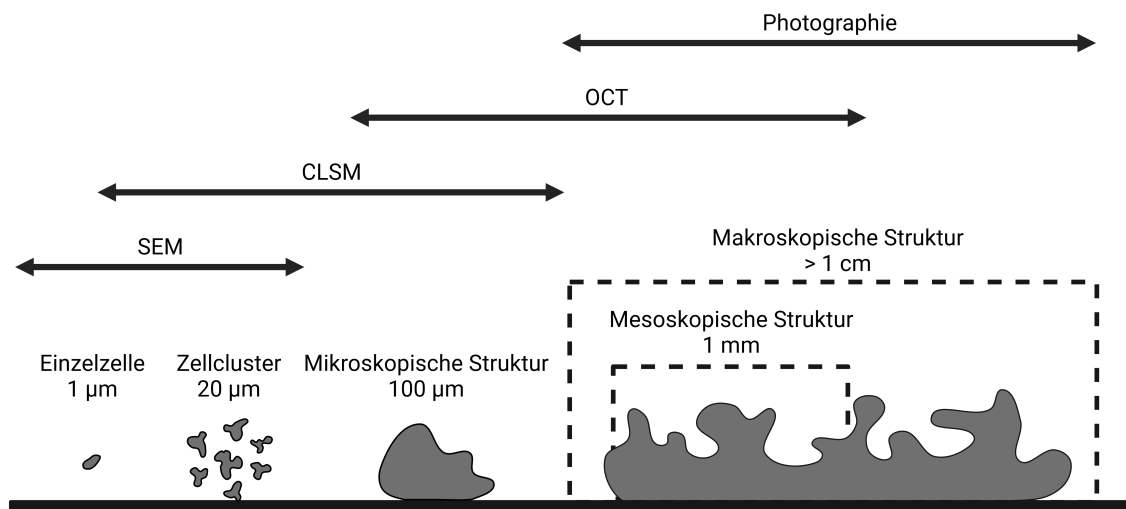 Photographie
OCT
CLSM
SEM
Makroskopische Struktur
> 1 cm
Mesoskopische Struktur
1 mm
Einzelzelle
1 µm
Zellcluster
20 µm
Mikroskopische Struktur
100 µm